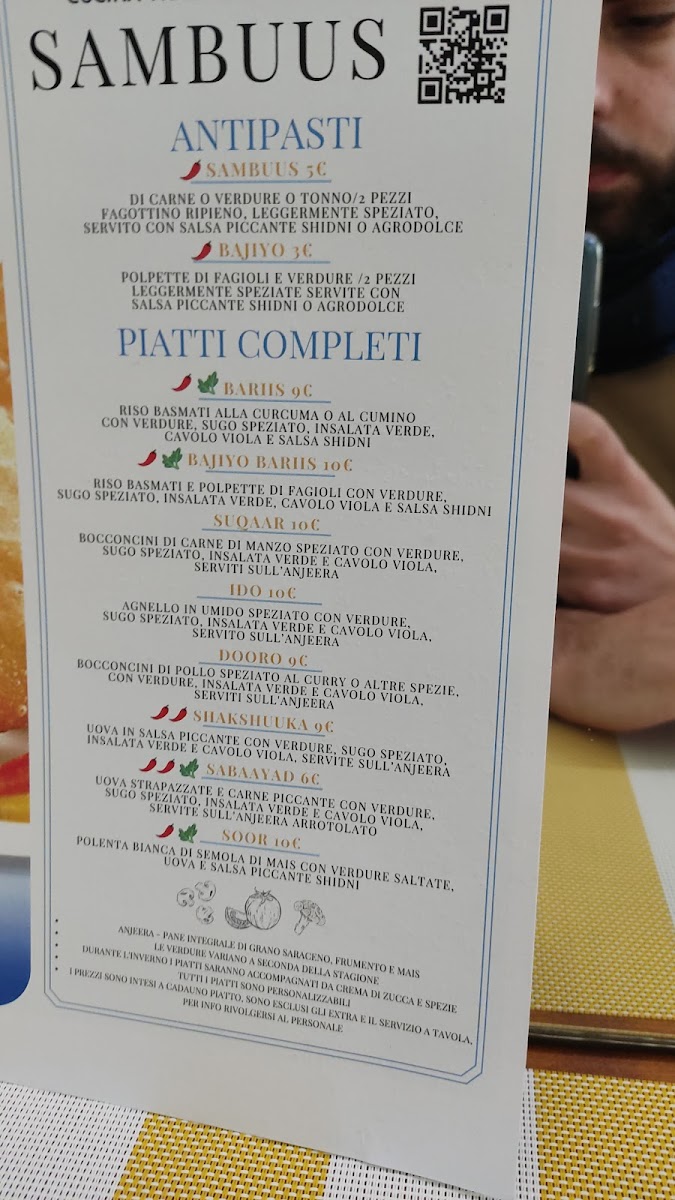 SAMBUUS
ANTIPASTI
SAMBUUS 5€
DI CARNE O VERDURE O TONNO/2 PEZZI
FAGOTTINO RIPIENO, LEGGERMENTE SPEZIATO,
SERVITO CON SALSA PICCANTE SHIDNI O AGRODOLCE
BAJIYO 3€
POLPETTE DI FAGIOLI E VERDURE /2 PEZZI
LEGGERMENTE SPEZIATE SERVITE CON
SALSA PICCANTE SHIDNI O AGRODOLCE
PIATTI COMPLETI
BARIIS 9€
RISO BASMATI ALLA CURCUMA O AL CUMINO
CON VERDURE, SUGO SPEZIATO, INSALATA VERDE,
CAVOLO VIOLA E SALSA SHIDNI
BAJIYO BARIIS 10€
RISO BASMATI E POLPETTE DI FAGIOLI CON VERDURE,
SUGO SPEZIATO, INSALATA VERDE, CAVOLO VIOLA E SALSA SHIDNI
SUQAAR 10€
BOCCONCINI DI CARNE DI MANZO SPEZIATO CON VERDURE,
SUGO SPEZIATO, INSALATA VERDE E CAVOLO VIOLA,
SERVITI SULL'ANJEERA
IDO 10€
AGNELLO IN UMIDO SPEZIATO CON VERDURE,
SUGO SPEZIATO, INSALATA VERDE E CAVOLO VIOLA,
SERVITO SULL'ANJEERA
DOORO 9€
BOCCONCINI DI POLLO SPEZIATO AL CURRY O ALTRE SPEZIE,
CON VERDURE, INSALATA VERDE E CAVOLO VIOLA,
SERVITI SULL'ANJEERA
SHAKSHUUKA 9€
UOVA IN SALSA PICCANTE CON VERDURE, SUGO SPEZIATO,
INSALATA VERDE E CAVOLO VIOLA, SERVITE SULL'ANJEERA
SABAAYAD 6€
UOVA STRAPAZZATE E CARNE PICCANTE CON VERDURE,
SUGO SPEZIATO, INSALATA VERDE E CAVOLO VIOLA,
SERVITE SULL'ANJEERA ARROTOLATO
SOOR 10€
POLENTA BIANCA DI SEMOLA DI MAIS CON VERDURE SALTATE,
UOVA E SALSA PICCANTE SHIDNI
ANJEERA - PANE INTEGRALE DI GRANO SARACENO, FRUMENTO E MAIS
LE VERDURE VARIANO A SECONDA DELLA STAGIONE
DURANTE L'INVERNO I PIATTI SARANNO ACCOMPAGNATI DA CREMA DI ZUCCA E SPEZIE
TUTTI I PIATTI SONO PERSONALIZZABILI
I PREZZI SONO INTESI A CADAUNO PIATTO, SONO ESCLUSI GLI EXTRA E IL SERVIZIO A TAVOLA,
PER INFO RIVOLGERSI AL PERSONALE